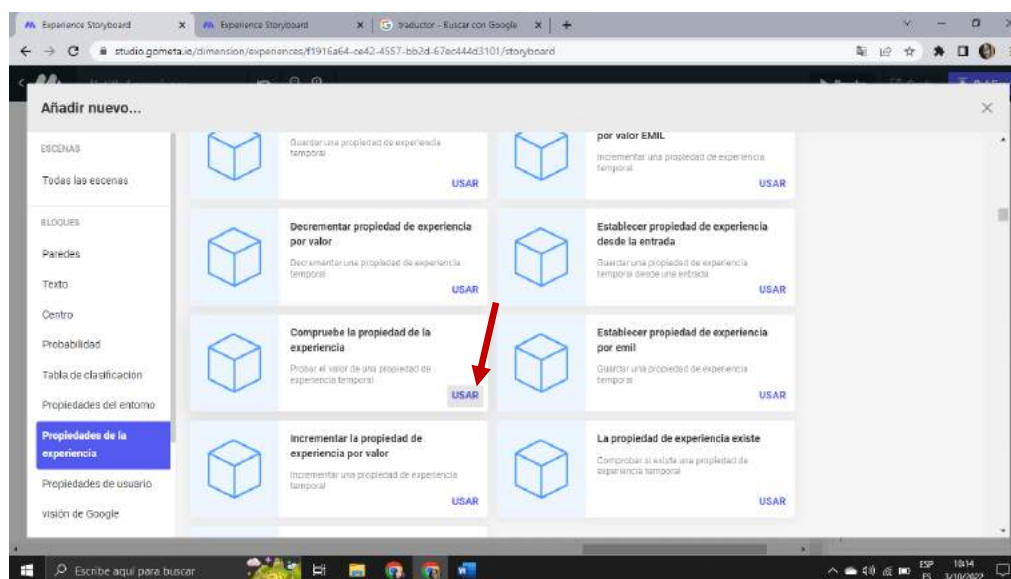 Experience Storyboard
Experience Storyboard
traductor - Buscar con Google
studio.gometa.io/dimension/experiences/f1916a64-ce42-4557-bb2d-67ec444d3101/storyboard
Añadir nuevo...
ESCENAS
Todas las escenas
BLOQUES
Paredes
Texto
Centro
Probabilidad
Tabla de clasificación
Propiedades del entorno
Propiedades de la
experiencia
Propiedades de usuario
visión de Google
Guardar una propiedad de experiencia
temporal
USAR
por valor EMIL
Incrementar una propiedad de experiencia
temporal
USAR
Decrementar propiedad de experiencia
por valor
Decrementar una propiedad de experiencia
temporal
USAR
Establecer propiedad de experiencia
desde la entrada
Guardar una propiedad de experiencia
temporal desde una entrada
USAR
Compruebe la propiedad de la
experiencia
Probar el valor de una propiedad de
experiencia temporal
USAR
Establecer propiedad de experiencia
por emil
Guardar una propiedad de experiencia
temporal
USAR
Incrementar la propiedad de
experiencia por valor
Incrementar una propiedad de experiencia
temporal
USAR
La propiedad de experiencia existe
Comprobar si existe una propiedad de
experiencia temporal
USAR
Escribe aquí para buscar
ESP
ES
10:14
3/10/2022